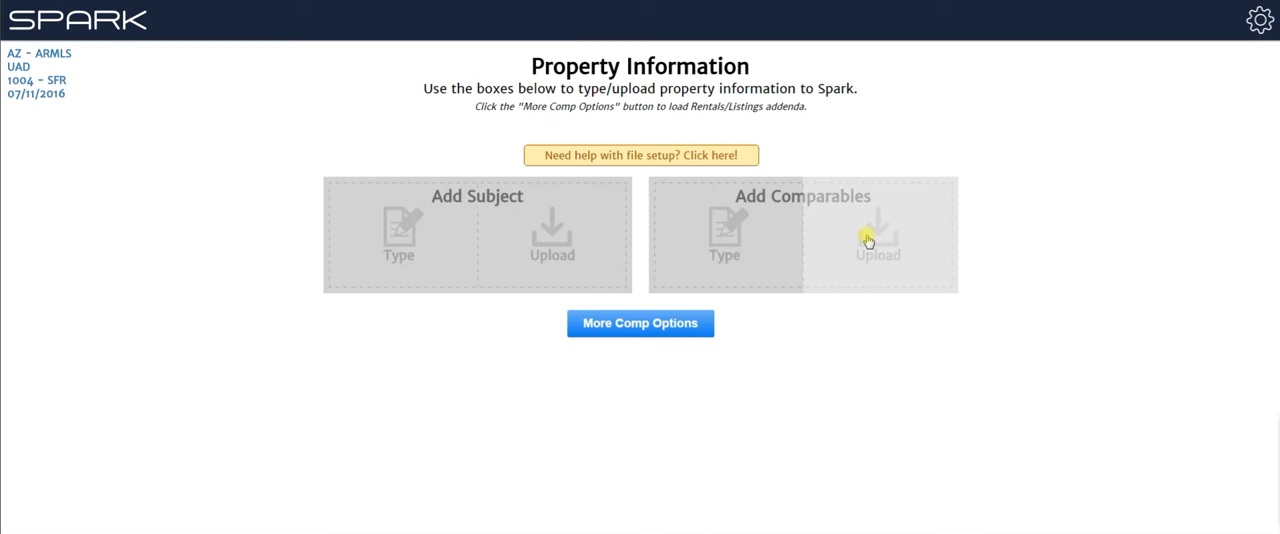 SPARK
AZ - ARMLS
UAD
1004 - SFR
07/11/2016
Property Information
Use the boxes below to type/upload property information to Spark.
Click the "More Comp Options" button to load Rentals/Listings addenda.
Need help with file setup? Click here!
Add Subject
Type
Upload
Add Comparables
Type
Upload
More Comp Options